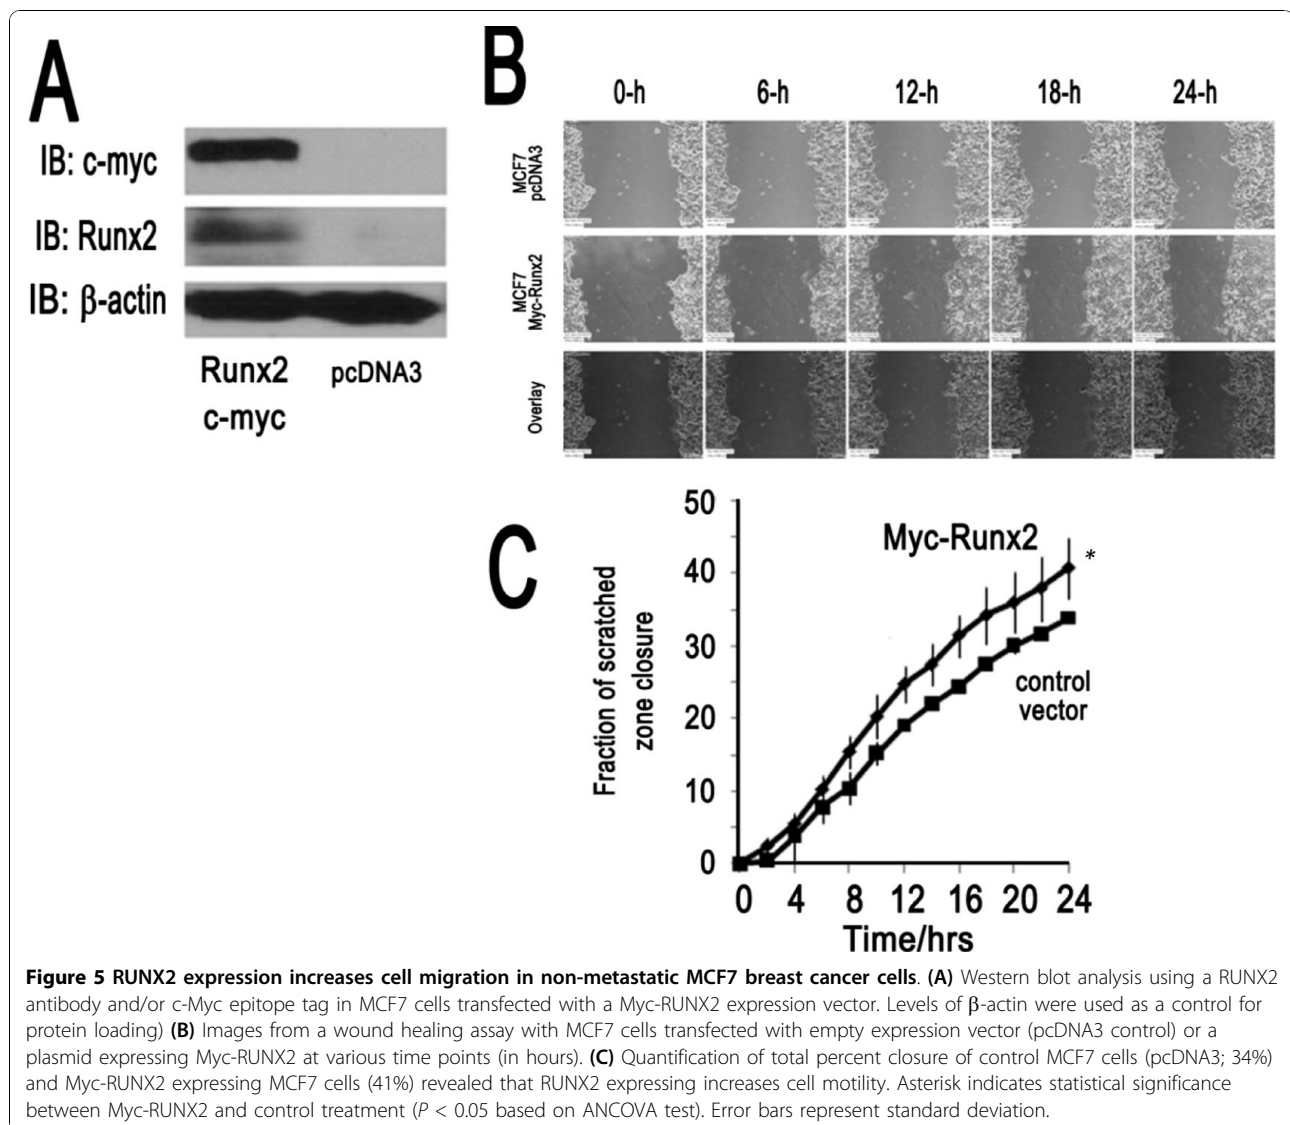 A
IB: c-myc
IB: Runx2
IB: β-actin
Runx2
c-myc
pcDNA3
B
0-h 6-h 12-h 18-h 24-h
MCF7
pcDNA3
MCF7
Myc-Runx2
Overlay
C
Fraction of scratched
zone closure
50
40
30
20
10
0
Myc-Runx2
*
control
vector
0 4 8 12 16 20 24
Time/hrs
Figure 5 RUNX2 expression increases cell migration in non-metastatic MCF7 breast cancer cells. (A) Western blot analysis using a RUNX2
antibody and/or c-Myc epitope tag in MCF7 cells transfected with a Myc-RUNX2 expression vector. Levels of β-actin were used as a control for
protein loading) (B) Images from a wound healing assay with MCF7 cells transfected with empty expression vector (pcDNA3 control) or a
plasmid expressing Myc-RUNX2 at various time points (in hours). (C) Quantification of total percent closure of control MCF7 cells (pcDNA3; 34%)
and Myc-RUNX2 expressing MCF7 cells (41%) revealed that RUNX2 expressing increases cell motility. Asterisk indicates statistical significance
between Myc-RUNX2 and control treatment (P < 0.05 based on ANCOVA test). Error bars represent standard deviation.